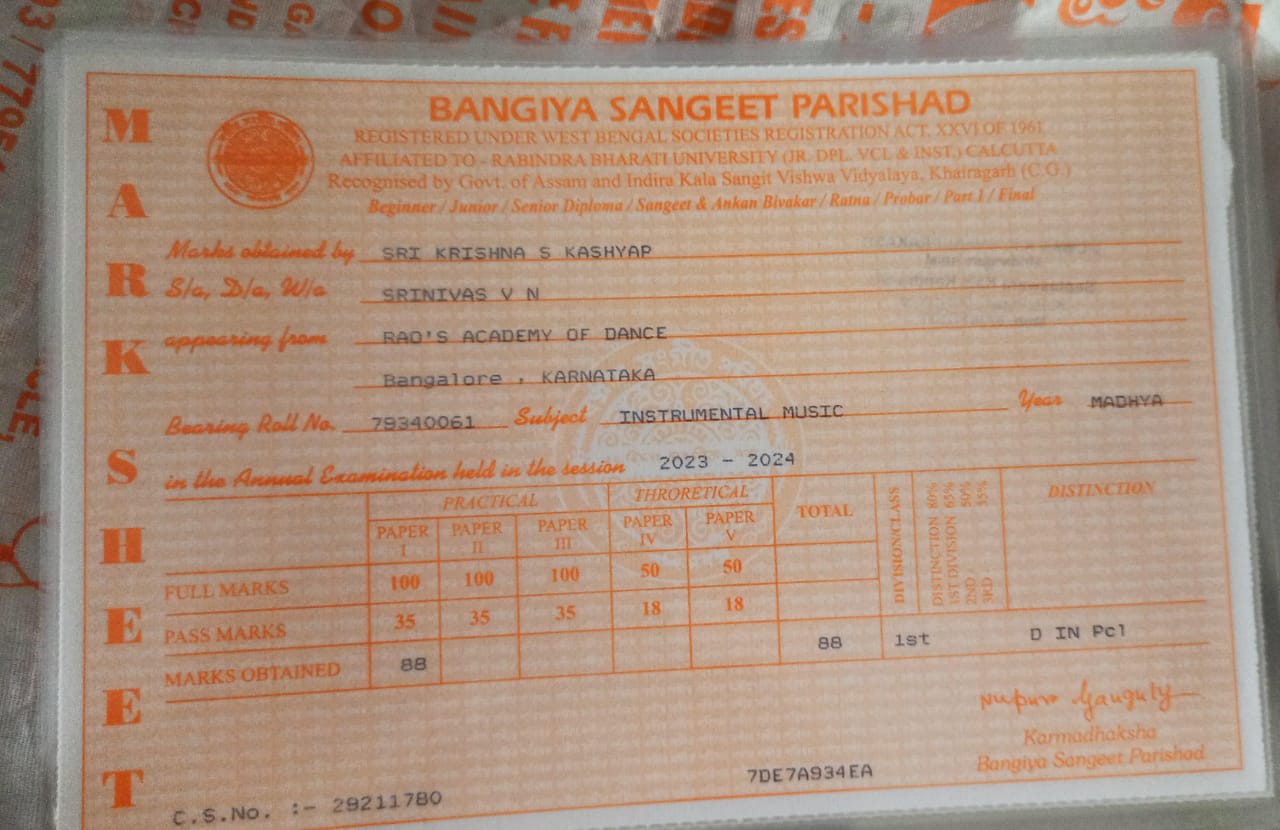 MARK SHEET
BANGIYA SANGEET PARISHAD
REGISTERED UNDER WEST BENGAL SOCIETIES REGISTRATION ACT. XXVI OF 1961
AFFILIATED TO - RABINDRA BHARATI UNIVERSITY (JR. DPL. VCL & INST.) CALCUTTA
Recognised by Govt. of Assam and Indira Kala Sangit Vishwa Vidyalaya, Khairagarh (C.G.)
Beginner / Junior / Senior Diploma / Sangeet & Ankan Bivakar / Ratna / Probar / Part I / Final
Marks obtained by SRI KRISHNA S KASHYAP
S/o, D/o, W/o SRINIVAS V N
appearing from RAO'S ACADEMY OF DANCE
Bangalore , KARNATAKA
Bearing Roll No. 79340061 Subject INSTRUMENTAL MUSIC Year MADHYA
in the Annual Examination held in the session 2023 - 2024
PRACTICAL THRORETICAL TOTAL DIVISION/CLASS DISTINCTION 80% 1ST DIVISION 65% 2ND / 50% 3RD 35% DISTINCTION
PAPER I PAPER II PAPER III PAPER IV PAPER V
FULL MARKS 100 100 100 50 50
PASS MARKS 35 35 35 18 18
MARKS OBTAINED 88 88 1st D IN Pcl
Nupur Ganguly
Karmadhaksha
Bangiya Sangeet Parishad
7DE7A934EA
C.S.No. :- 29211780